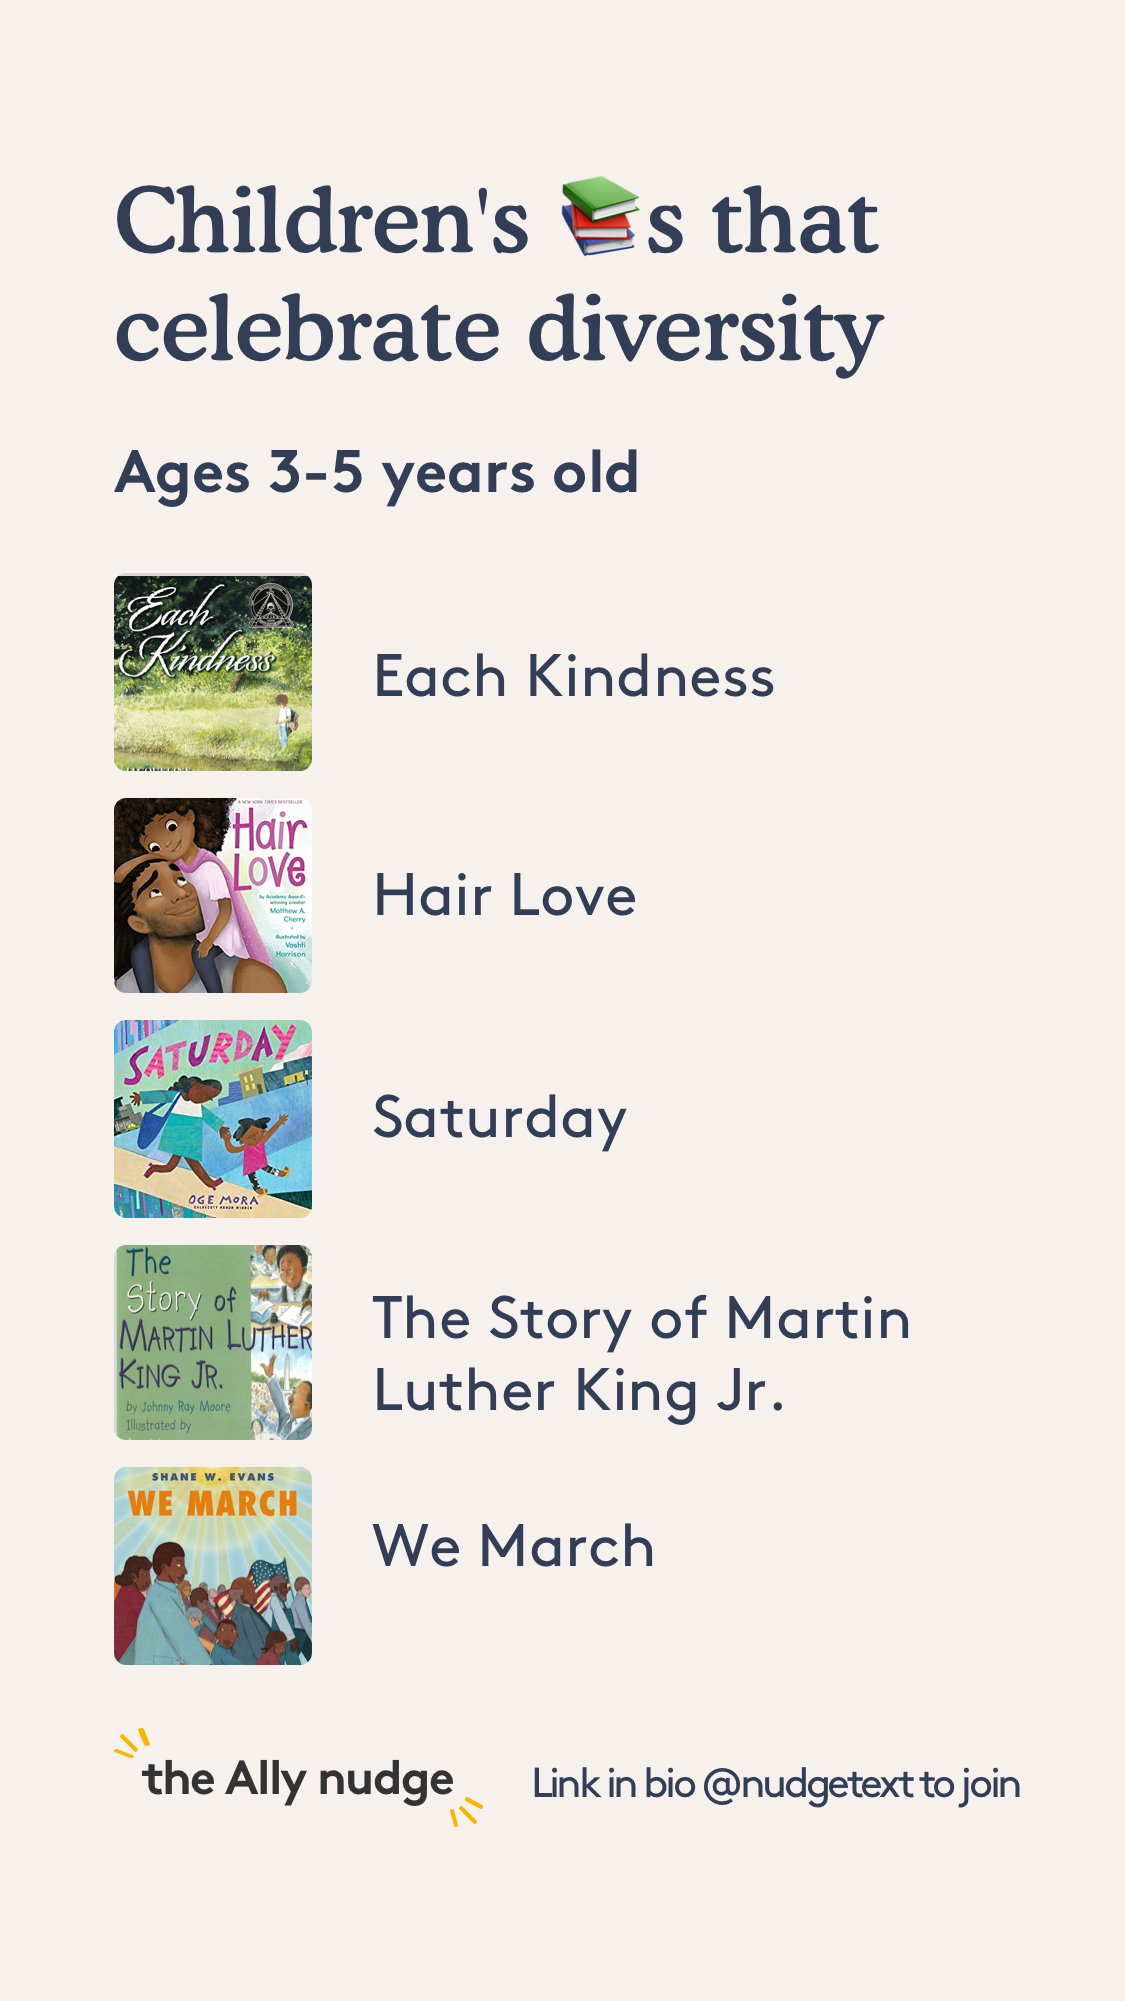 Children's 📚s that
celebrate diversity
Ages 3-5 years old
Each
Kindness
Each Kindness
A NEW YORK TIMES BESTSELLER
Hair
Love
by Academy Award-
winning creator
Matthew A.
Cherry
illustrated by
Vashti
Harrison
Hair Love
SATURDAY
OGE MORA
CALDECOTT HONOR WINNER
Saturday
The
Story of
MARTIN LUTHER
KING JR.
by Johnny Ray Moore
Illustrated by
The Story of Martin
Luther King Jr.
SHANE W. EVANS
WE MARCH
We March
the Ally nudge
Link in bio @nudgetext to join